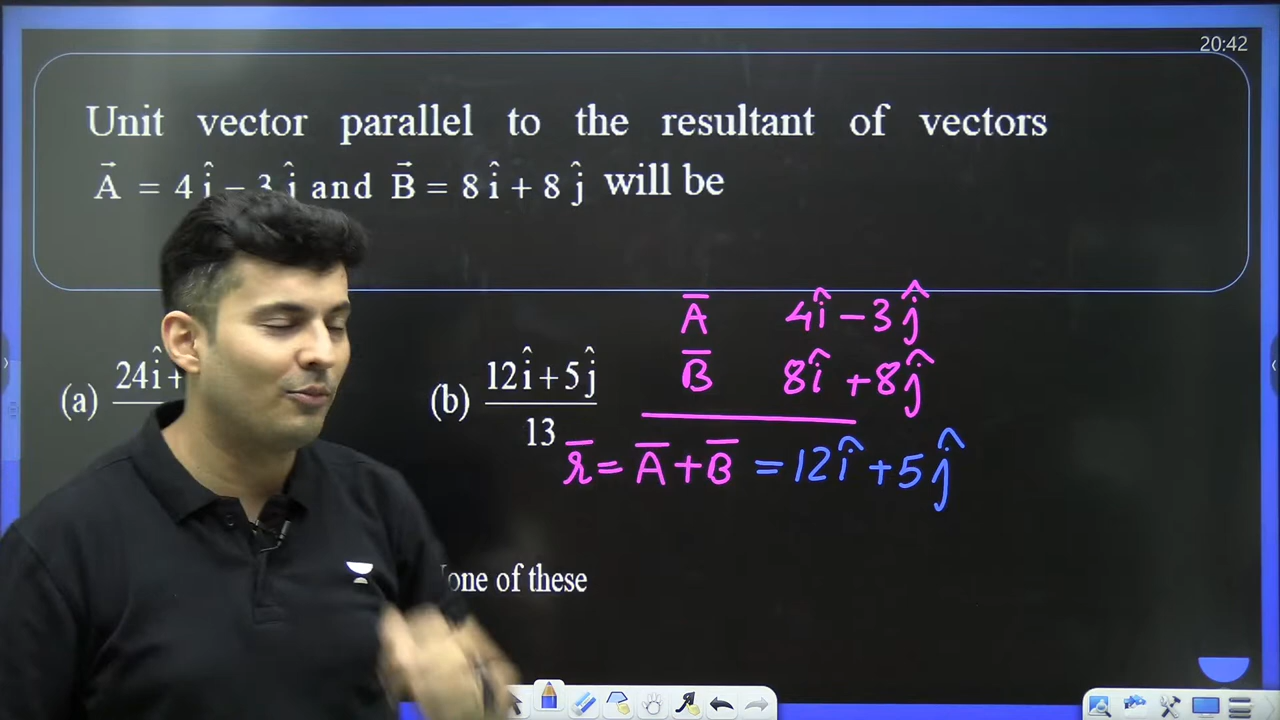 20:42
Unit vector parallel to the resultant of vectors
A⃗ = 4 î − 3 ĵ and B⃗ = 8 î + 8 ĵ will be
A̅ 4î − 3ĵ
B̅ 8î + 8ĵ
(a) 24î+
(b) 12î+5ĵ
13
r̅ = A̅ + B̅ = 12î + 5ĵ
of these